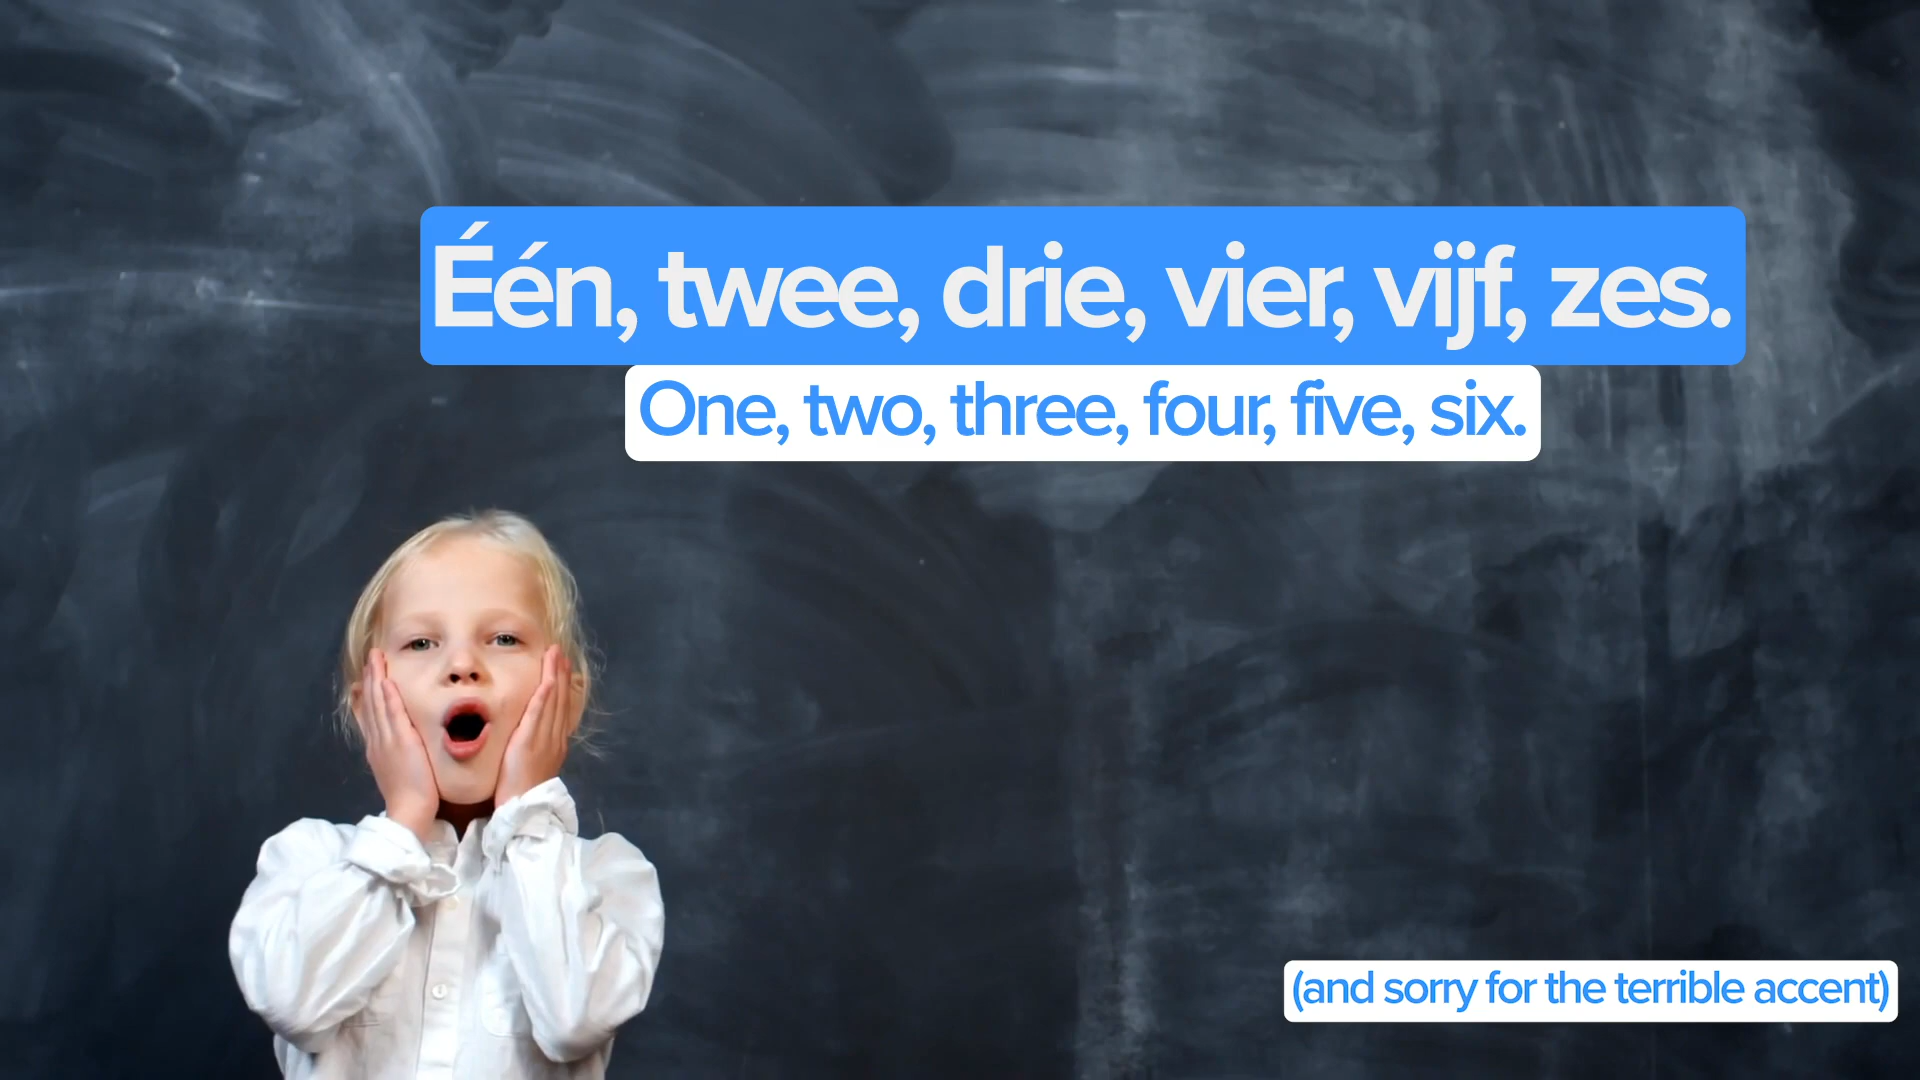 Één, twee, drie, vier, vijf, zes.
One, two, three, four, five, six.
(and sorry for the terrible accent)